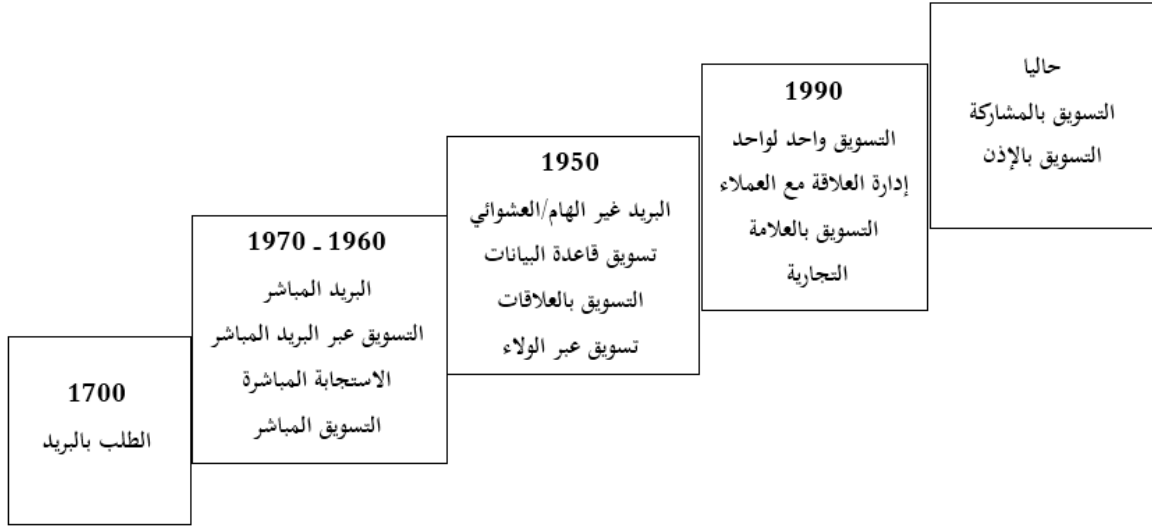 1700
الطلب بالبريد
1970 - 1960
البريد المباشر
التسويق عبر البريد المباشر
الاستجابة المباشرة
التسويق المباشر
1950
البريد غير الهام/العشوائي
تسويق قاعدة البيانات
التسويق بالعلاقات
تسويق عبر الولاء
1990
التسويق واحد لواحد
إدارة العلاقة مع العملاء
التسويق بالعلامة
التجارية
حاليا
التسويق بالمشاركة
التسويق بالإذن